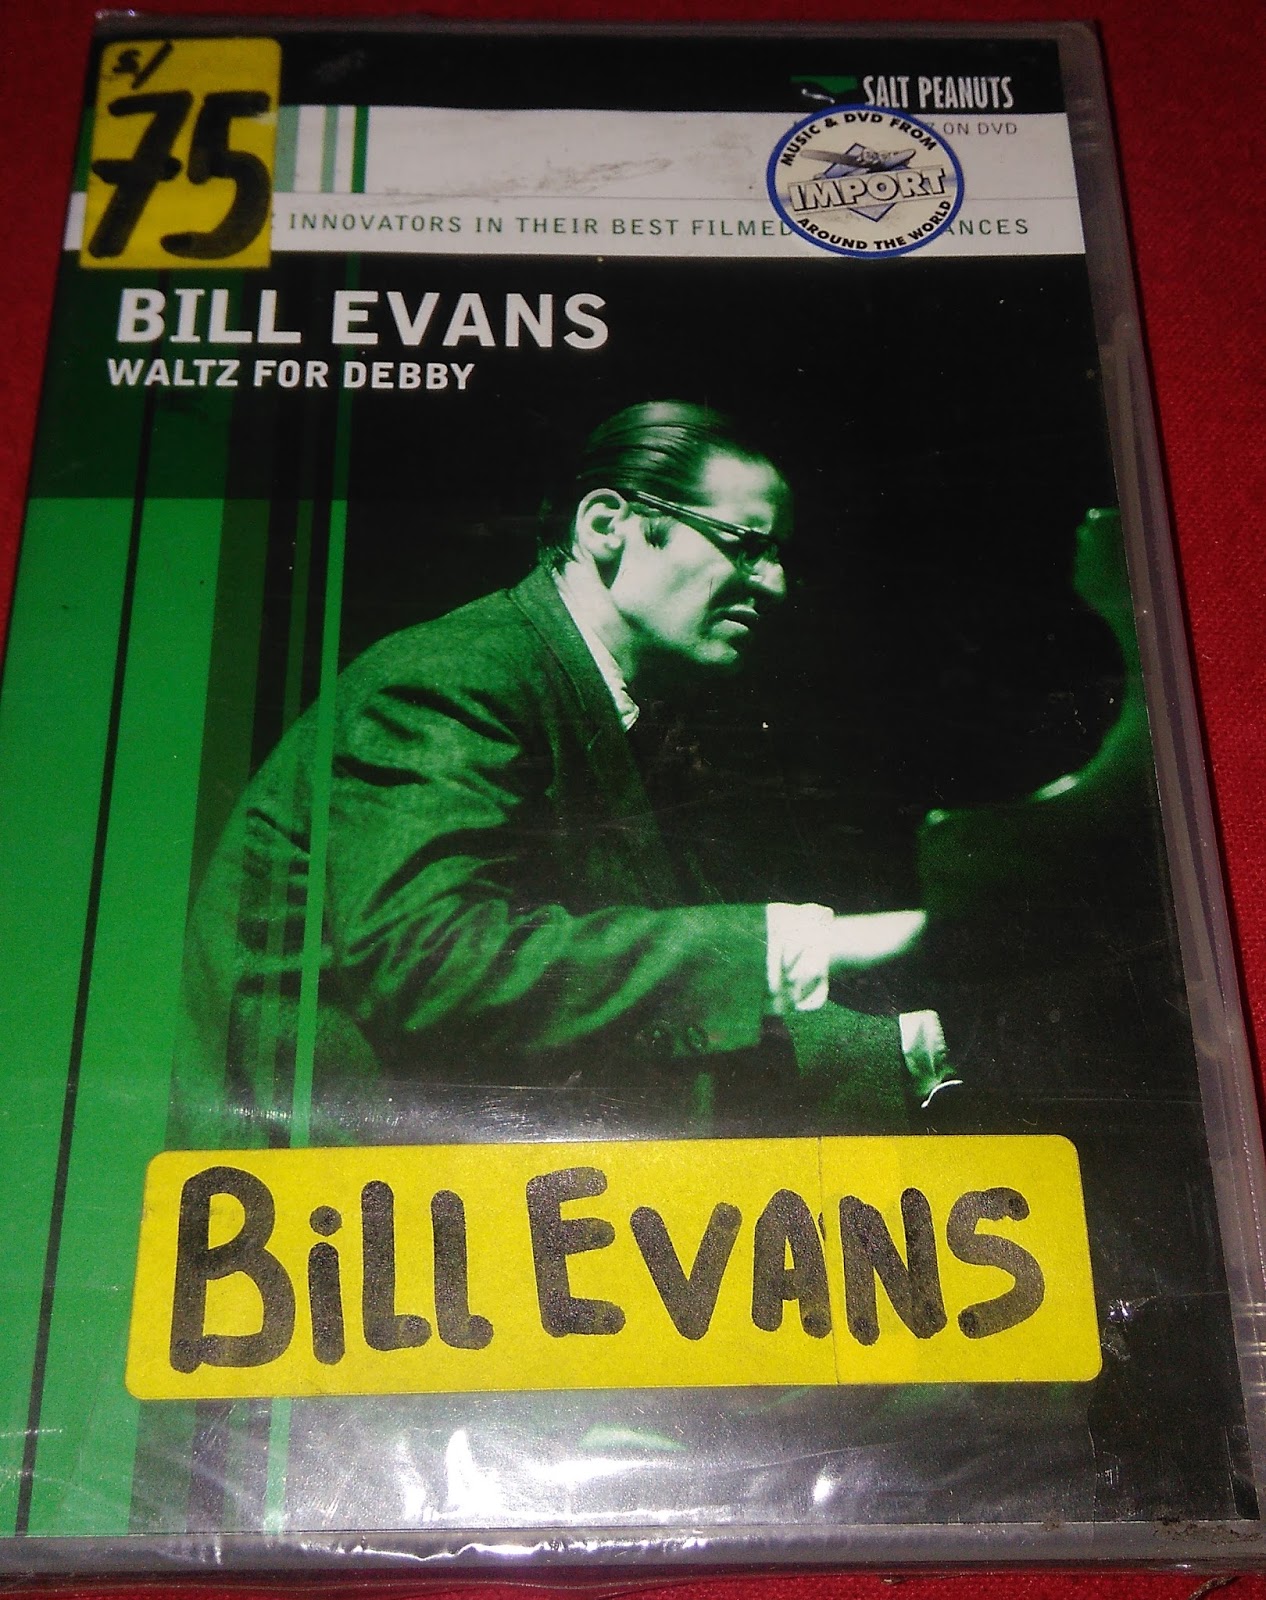 s/
75
SALT PEANUTS
ON DVD
MUSIC & DVD FROM
IMPORT
AROUND THE WORLD
INNOVATORS IN THEIR BEST FILMED
BILL EVANS
WALTZ FOR DEBBY
BiLL EVANS